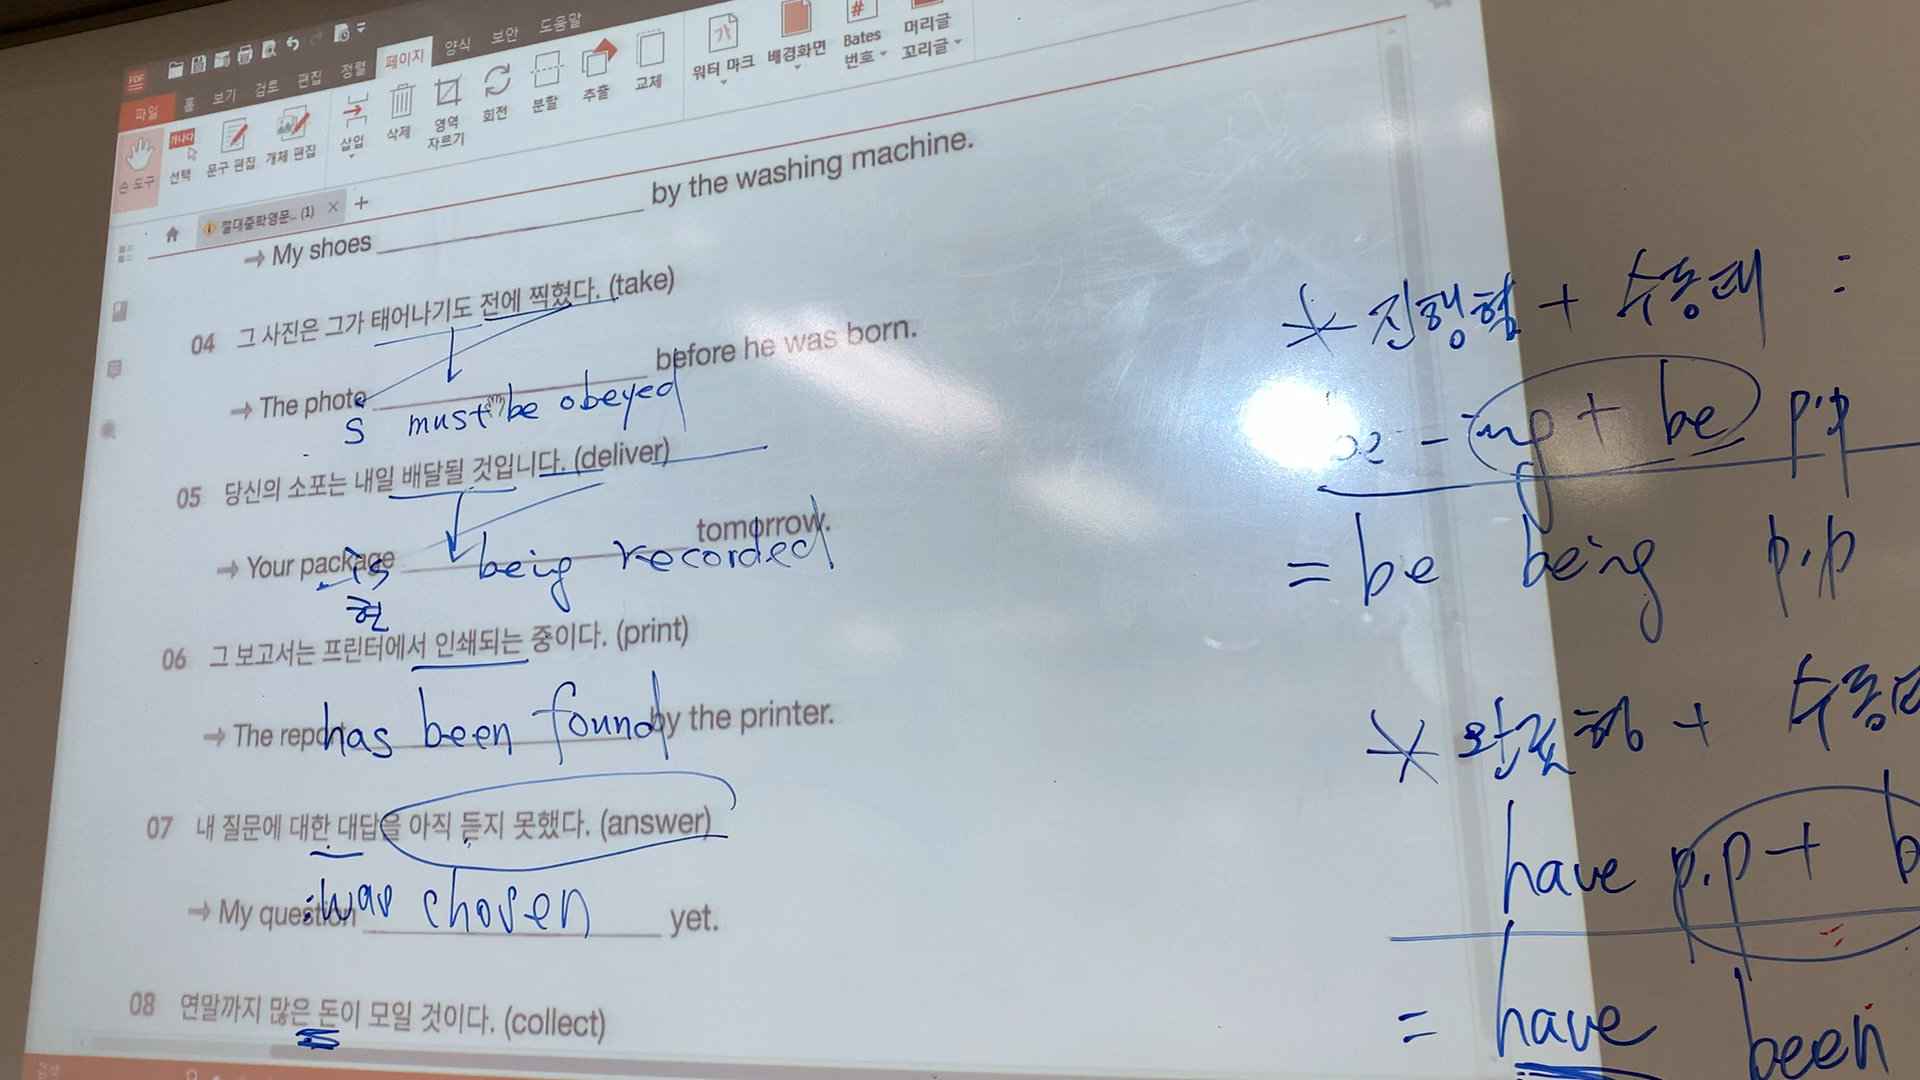 양식 보안 도움말
파일 홈 보기 검토 편집 정렬 페이지
손 도구 선택 문구 편집 개체 편집 삽입 삭제 영역 자르기 회전 분할 추출 교체 워터 마크 배경화면 Bates 번호 머리글 꼬리글
절대중학영문... (1)
→ My shoes by the washing machine.
04 그 사진은 그가 태어나기도 전에 찍혔다. (take)
→ The photo before he was born.
S must be obeyed
05 당신의 소포는 내일 배달될 것입니다. (deliver)
→ Your package tomorrow.
is being recorded
현
06 그 보고서는 프린터에서 인쇄되는 중이다. (print)
→ The report by the printer.
has been found
07 내 질문에 대한 대답을 아직 듣지 못했다. (answer)
→ My question yet.
was chosen
08 연말까지 많은 돈이 모일 것이다. (collect)
* 진행형 + 수동태 :
be -ing + be p.p
= be being p.p
* 완료형 + 수동태
have p.p + b
= have been